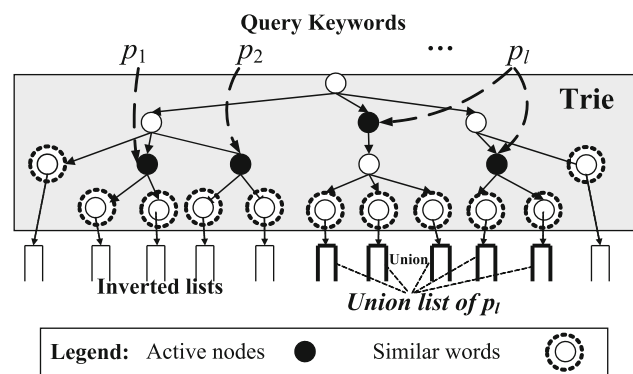 Query Keywords
p1 p2 ... pl
Trie
Union
Inverted lists
Union list of pl
Legend: Active nodes Similar words